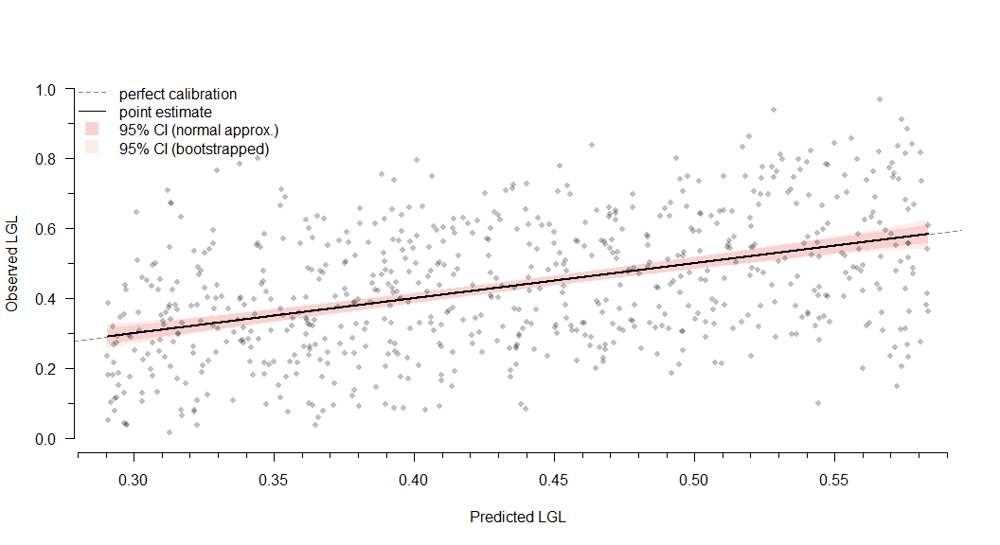 perfect calibration
point estimate
95% CI (normal approx.)
95% CI (bootstrapped)
Observed LGL
1.0
0.8
0.6
0.4
0.2
0.0
0.30 0.35 0.40 0.45 0.50 0.55
Predicted LGL